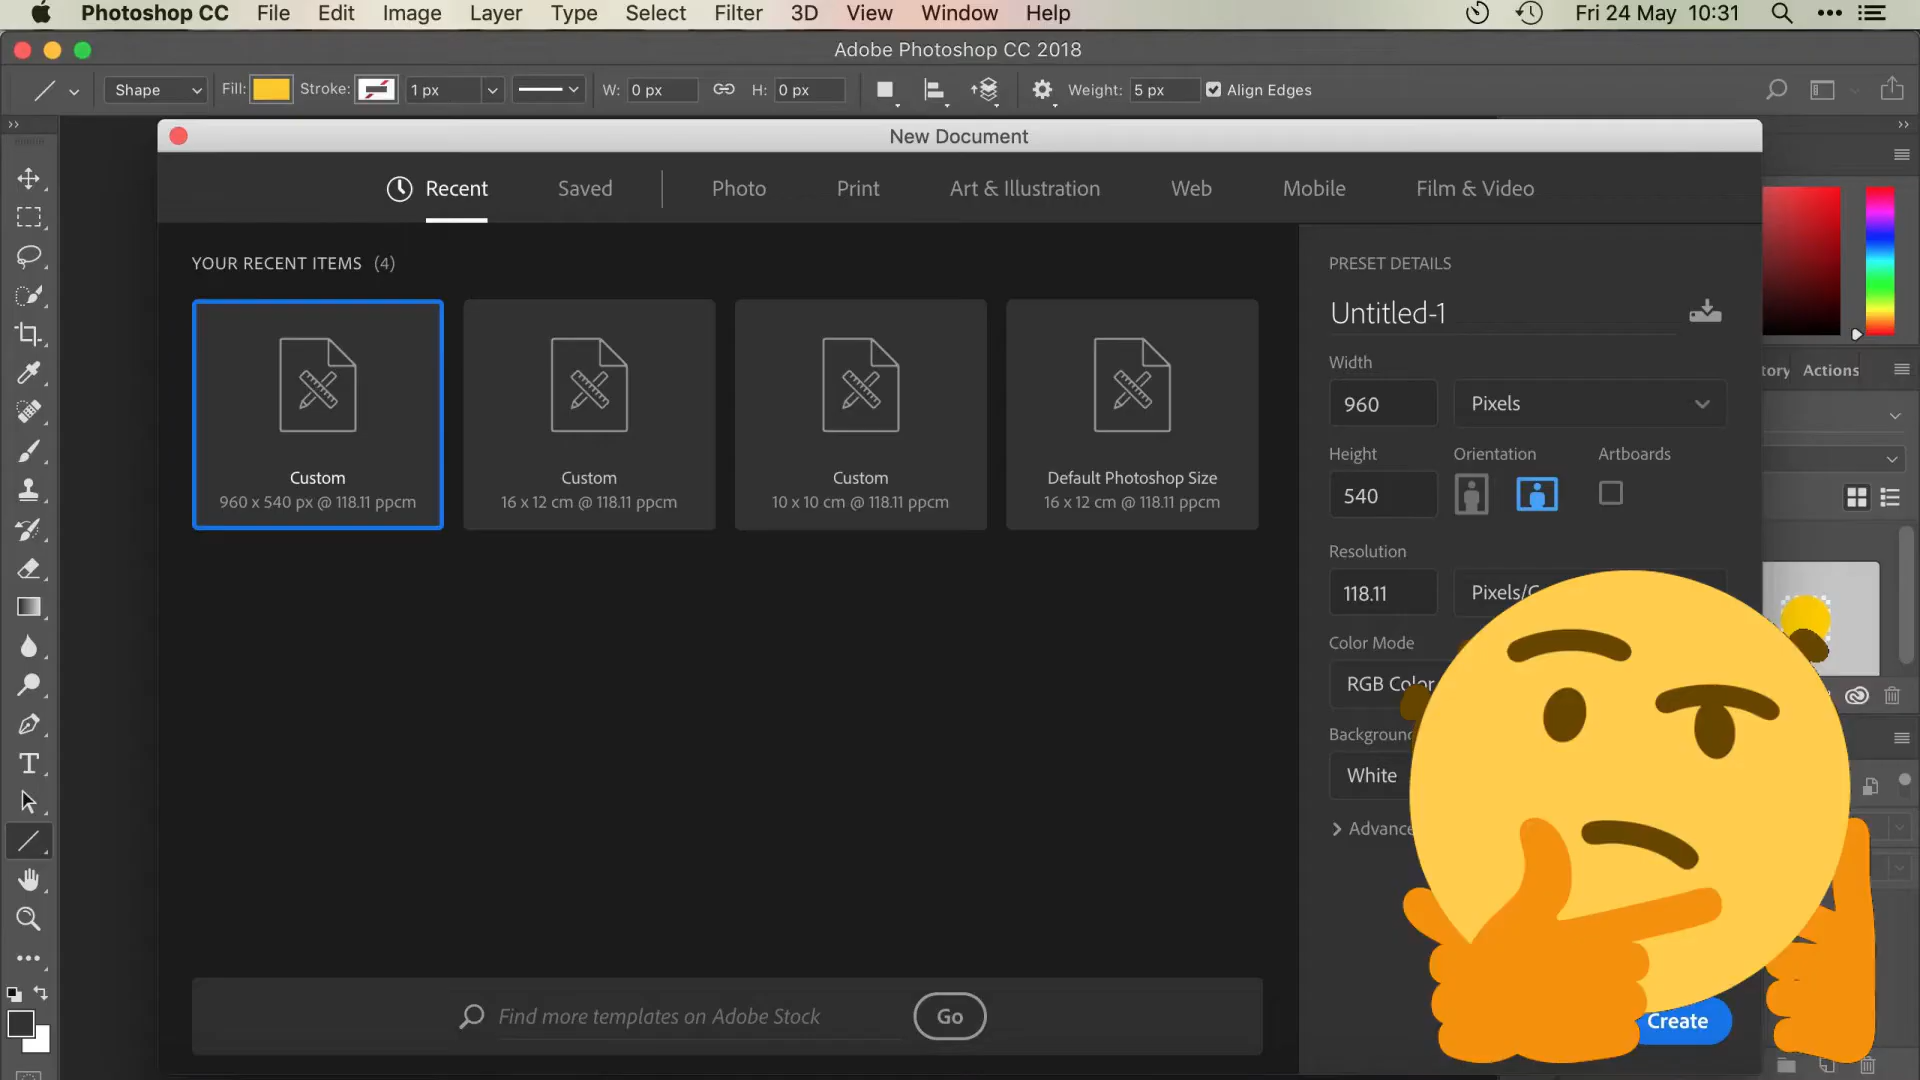 Photoshop CC File Edit Image Layer Type Select Filter 3D View Window Help Fri 24 May 10:31
Adobe Photoshop CC 2018
Shape Fill: Stroke: 1 px W: 0 px H: 0 px Weight: 5 px Align Edges
New Document
Recent Saved Photo Print Art & Illustration Web Mobile Film & Video
YOUR RECENT ITEMS (4)
PRESET DETAILS
Untitled-1
Width
960 Pixels
Height Orientation Artboards
540
Resolution
118.11 Pixels/C
Color Mode
RGB Color
Background
White
Advance
Create
Custom
960 x 540 px @ 118.11 ppcm
Custom
16 x 12 cm @ 118.11 ppcm
Custom
10 x 10 cm @ 118.11 ppcm
Default Photoshop Size
16 x 12 cm @ 118.11 ppcm
Find more templates on Adobe Stock Go
tory Actions